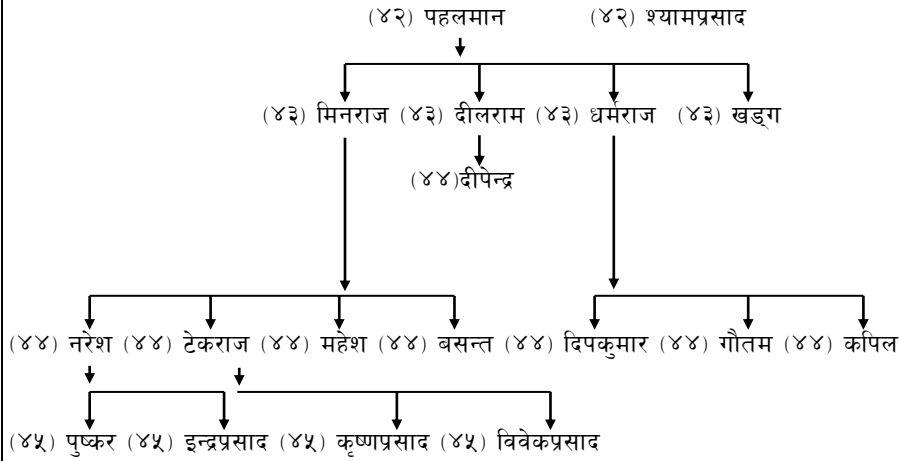 (४२) पहलमान (४२) श्यामप्रसाद
(४३) मिनराज (४३) दीलराम (४३) धर्मराज (४३) खड्ग
(४४)दीपेन्द्र
(४४) नरेश (४४) टेकराज (४४) महेश (४४) बसन्त (४४) दिपकुमार (४४) गौतम (४४) कपिल
(४५) पुष्कर (४५) इन्द्रप्रसाद (४५) कृष्णप्रसाद (४५) विवेकप्रसाद